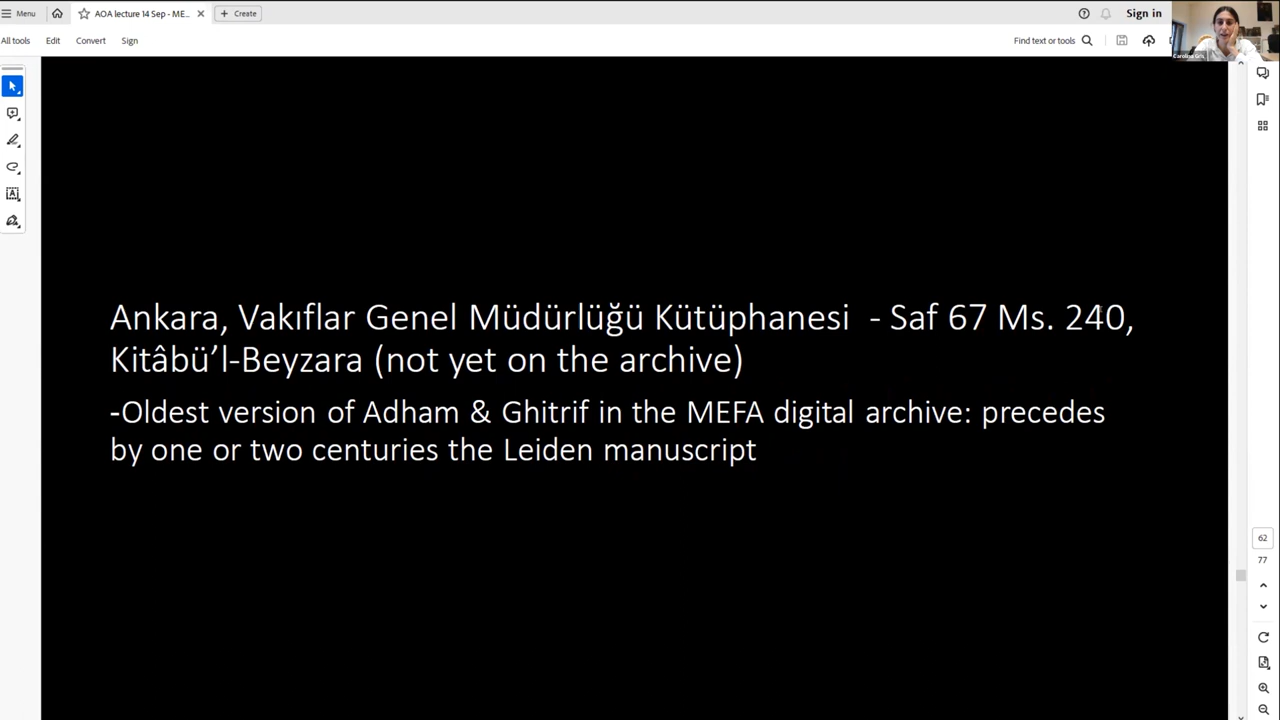 Menu
AOA lecture 14 Sep - ME...
Create
Sign in
All tools
Edit
Convert
Sign
Find text or tools
Ankara, Vakıflar Genel Müdürlüğü Kütüphanesi - Saf 67 Ms. 240,
Kitâbü’l-Beyzara (not yet on the archive)
-Oldest version of Adham & Ghitrif in the MEFA digital archive: precedes
by one or two centuries the Leiden manuscript
62
77